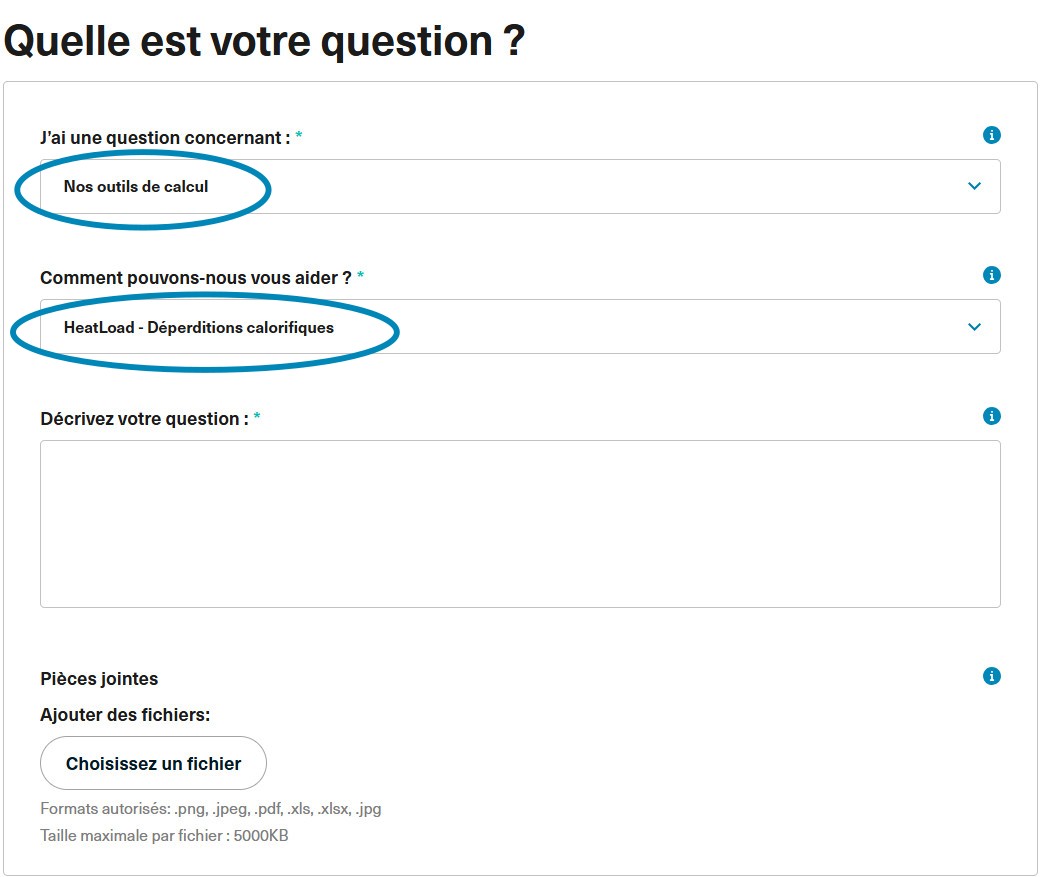 Quelle est votre question ?
J'ai une question concernant : *
Nos outils de calcul
Comment pouvons-nous vous aider ? *
HeatLoad - Déperditions calorifiques
Décrivez votre question : *
Pièces jointes
Ajouter des fichiers:
Choisissez un fichier
Formats autorisés: .png, .jpeg, .pdf, .xls, .xlsx, .jpg
Taille maximale par fichier : 5000KB